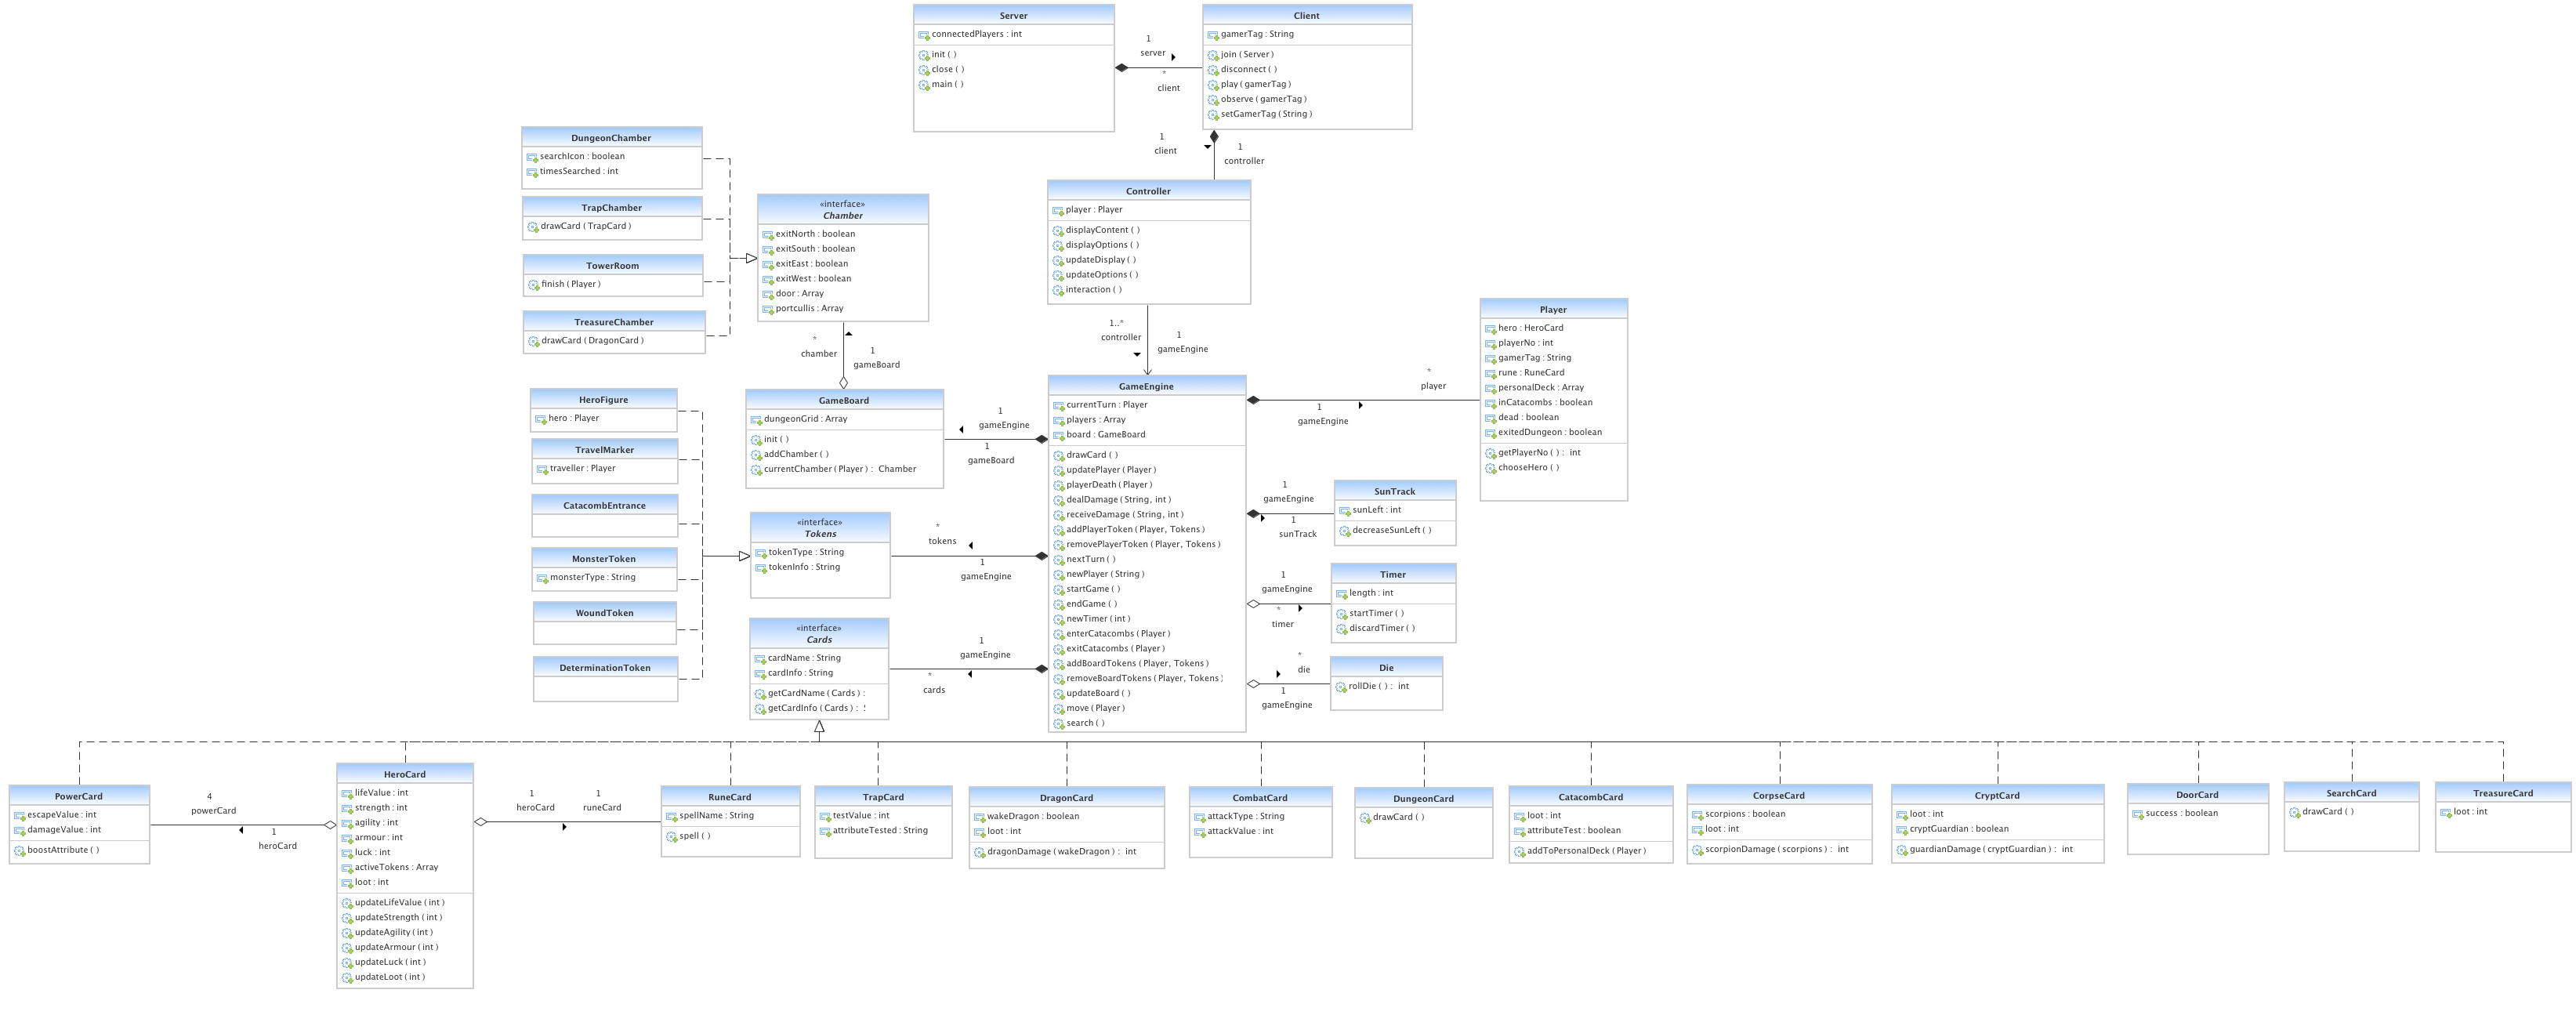 Server
connectedPlayers : int
init ( )
close ( )
main ( )
1
server
*
client
Client
gamerTag : String
join ( Server )
disconnect ( )
play ( gamerTag )
observe ( gamerTag )
setGamerTag ( String )
1
client
1
controller
DungeonChamber
searchIcon : boolean
timesSearched : int
TrapChamber
drawCard ( TrapCard )
TowerRoom
finish ( Player )
TreasureChamber
drawCard ( DragonCard )
«interface»
Chamber
exitNorth : boolean
exitSouth : boolean
exitEast : boolean
exitWest : boolean
door : Array
portcullis : Array
*
chamber
1
gameBoard
Controller
player : Player
displayContent ( )
displayOptions ( )
updateDisplay ( )
updateOptions ( )
interaction ( )
1..*
controller
1
gameEngine
Player
hero : HeroCard
playerNo : int
gamerTag : String
rune : RuneCard
personalDeck : Array
inCatacombs : boolean
dead : boolean
exitedDungeon : boolean
getPlayerNo ( ) : int
chooseHero ( )
*
player
1
gameEngine
HeroFigure
hero : Player
TravelMarker
traveller : Player
CatacombEntrance
MonsterToken
monsterType : String
WoundToken
DeterminationToken
GameBoard
dungeonGrid : Array
init ( )
addChamber ( )
currentChamber ( Player ) : Chamber
1
gameEngine
1
gameBoard
GameEngine
currentTurn : Player
players : Array
board : GameBoard
drawCard ( )
updatePlayer ( Player )
playerDeath ( Player )
dealDamage ( String, int )
receiveDamage ( String, int )
addPlayerToken ( Player, Tokens )
removePlayerToken ( Player, Tokens )
nextTurn ( )
newPlayer ( String )
startGame ( )
endGame ( )
newTimer ( int )
enterCatacombs ( Player )
exitCatacombs ( Player )
addBoardTokens ( Player, Tokens )
removeBoardTokens ( Player, Tokens )
updateBoard ( )
move ( Player )
search ( )
«interface»
Tokens
tokenType : String
tokenInfo : String
*
tokens
1
gameEngine
«interface»
Cards
cardName : String
cardInfo : String
getCardName ( Cards ) :
getCardInfo ( Cards ) :
1
gameEngine
*
cards
1
gameEngine
1
sunTrack
SunTrack
sunLeft : int
decreaseSunLeft ( )
1
gameEngine
*
timer
Timer
length : int
startTimer ( )
discardTimer ( )
*
die
1
gameEngine
Die
rollDie ( ) : int
PowerCard
escapeValue : int
damageValue : int
boostAttribute ( )
4
powerCard
1
heroCard
HeroCard
lifeValue : int
strength : int
agility : int
armour : int
luck : int
activeTokens : Array
loot : int
updateLifeValue ( int )
updateStrength ( int )
updateAgility ( int )
updateArmour ( int )
updateLuck ( int )
updateLoot ( int )
1
heroCard
1
runeCard
RuneCard
spellName : String
spell ( )
TrapCard
testValue : int
attributeTested : String
DragonCard
wakeDragon : boolean
loot : int
dragonDamage ( wakeDragon ) : int
CombatCard
attackType : String
attackValue : int
DungeonCard
drawCard ( )
CatacombCard
loot : int
attributeTest : boolean
addToPersonalDeck ( Player )
CorpseCard
scorpions : boolean
loot : int
scorpionDamage ( scorpions ) : int
CryptCard
loot : int
cryptGuardian : boolean
guardianDamage ( cryptGuardian ) : int
DoorCard
success : boolean
SearchCard
drawCard ( )
TreasureCard
loot : int